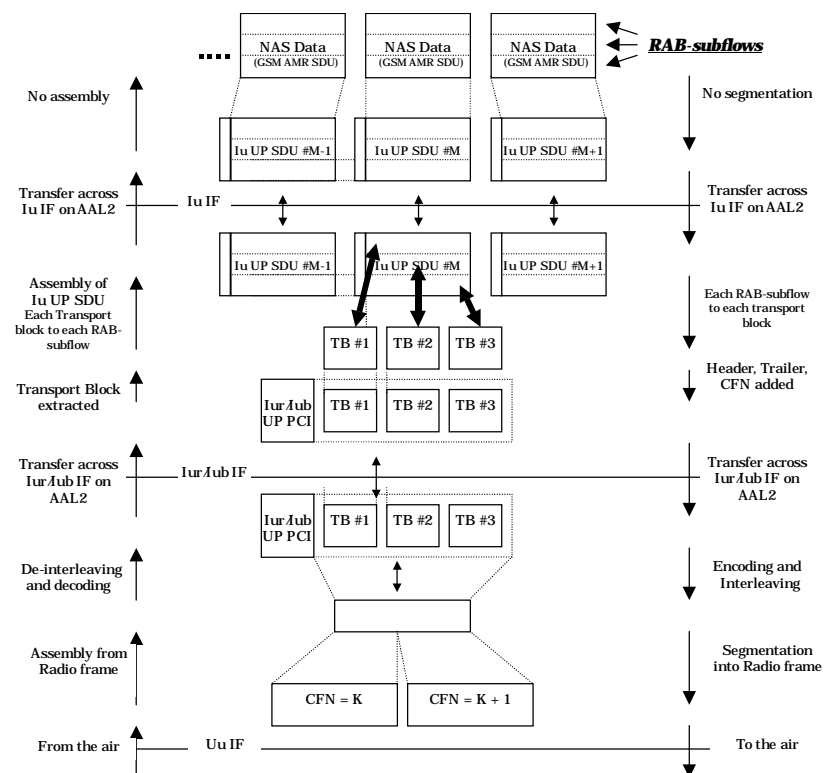 NAS Data
(GSM AMR SDU)
NAS Data
(GSM AMR SDU)
NAS Data
(GSM AMR SDU)
RAB-subflows
No assembly
No segmentation
Iu UP SDU #M-1
Iu UP SDU #M
Iu UP SDU #M+1
Transfer across
Iu IF on AAL2
Iu IF
Transfer across
Iu IF on AAL2
Iu UP SDU #M-1
Iu UP SDU #M
Iu UP SDU #M+1
Assembly of
Iu UP SDU
Each Transport
block to each RAB-
subflow
Each RAB-subflow
to each transport
block
TB #1
TB #2
TB #3
Transport Block
extracted
Header, Trailer,
CFN added
Iur/Iub
UP PCI
TB #1
TB #2
TB #3
Transfer across
Iur/Iub IF on
AAL2
Iur/Iub IF
Transfer across
Iur/Iub IF on
AAL2
Iur/Iub
UP PCI
TB #1
TB #2
TB #3
De-interleaving
and decoding
Encoding and
Interleaving
Assembly from
Radio frame
Segmentation
into Radio frame
CFN = K
CFN = K + 1
From the air
Uu IF
To the air